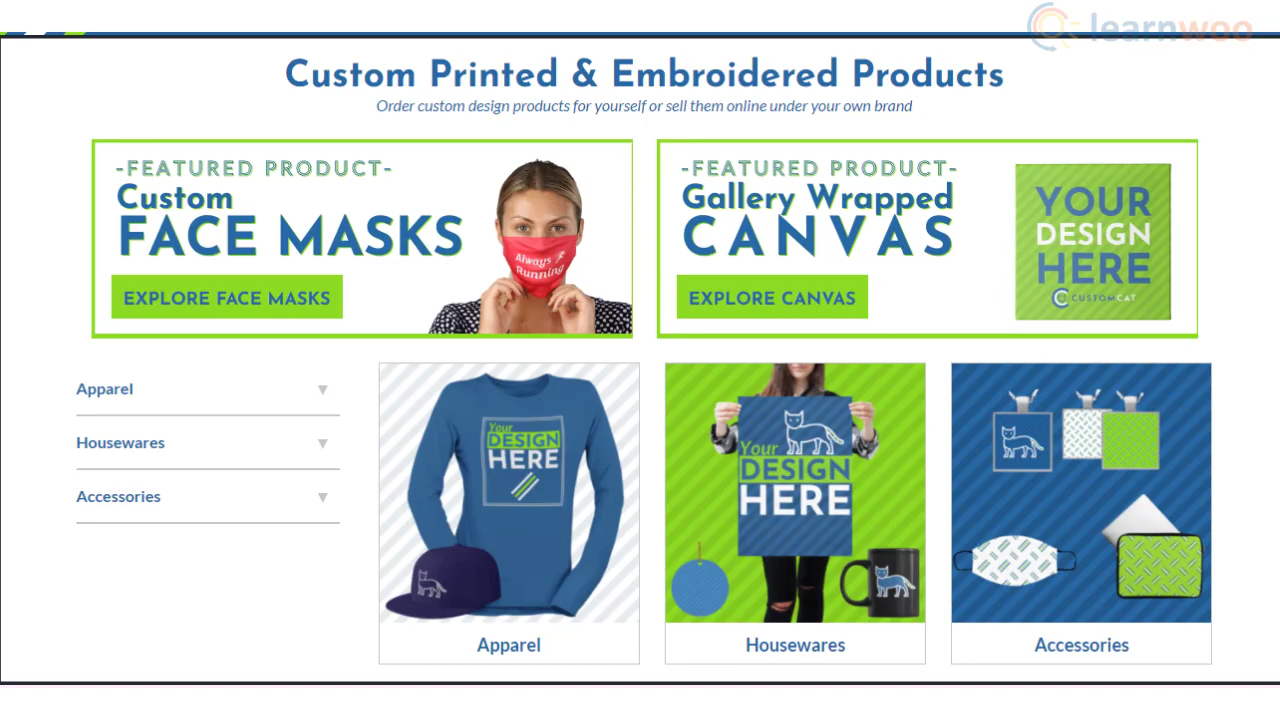 learnwoo
Custom Printed & Embroidered Products
Order custom design products for yourself or sell them online under your own brand
-FEATURED PRODUCT-
Custom
FACE MASKS
EXPLORE FACE MASKS
Always
Running
-FEATURED PRODUCT-
Gallery Wrapped
CANVAS
EXPLORE CANVAS
YOUR
DESIGN
HERE
CUSTOMCAT
Apparel
Housewares
Accessories
Your
DESIGN
HERE
Apparel
Your
DESIGN
HERE
Housewares
Accessories